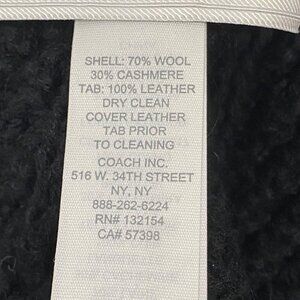 SHELL: 70% WOOL
30% CASHMERE
TAB: 100% LEATHER
DRY CLEAN
COVER LEATHER
TAB PRIOR
TO CLEANING
COACH INC.
516 W. 34TH STREET
NY, NY
888-262-6224
RN# 132154
CA# 57398